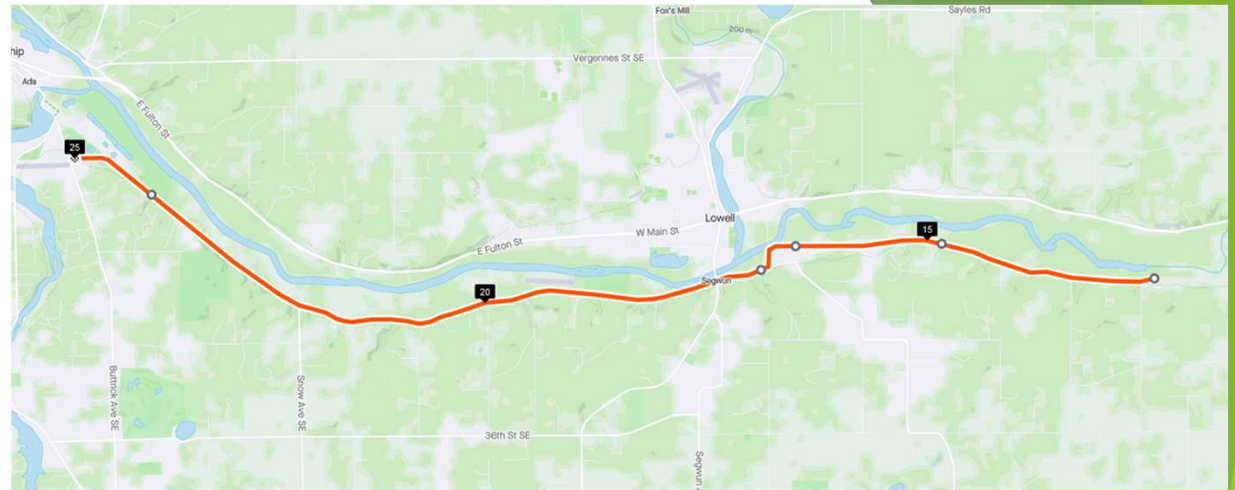 Fox's Mill
Sayles Rd
200 m
hip
Vergennes St SE
Ada
E Fulton St
25
Lowell
W Main St
15
E Fulton St
Segwun
20
Buttrick Ave SE
Snow Ave SE
36th St SE
Segwun